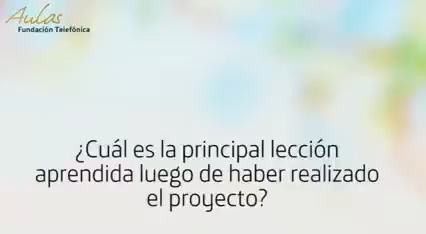 Aulas
Fundación Telefónica
¿Cuál es la principal lección
aprendida luego de haber realizado
el proyecto?